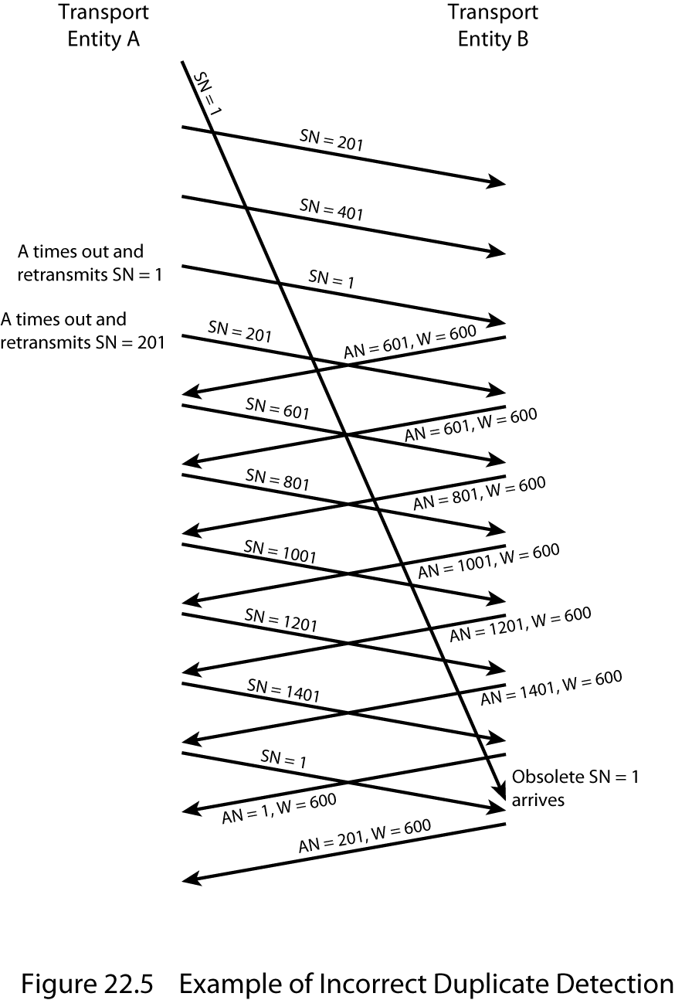 Transport
Entity A
Transport
Entity B
SN = 1
SN = 201
SN = 401
A times out and
retransmits SN = 1
SN = 1
A times out and
retransmits SN = 201
SN = 201
AN = 601, W = 600
SN = 601
AN = 601, W = 600
SN = 801
AN = 801, W = 600
SN = 1001
AN = 1001, W = 600
SN = 1201
AN = 1201, W = 600
SN = 1401
AN = 1401, W = 600
SN = 1
Obsolete SN = 1
arrives
AN = 1, W = 600
AN = 201, W = 600
Figure 22.5 Example of Incorrect Duplicate Detection